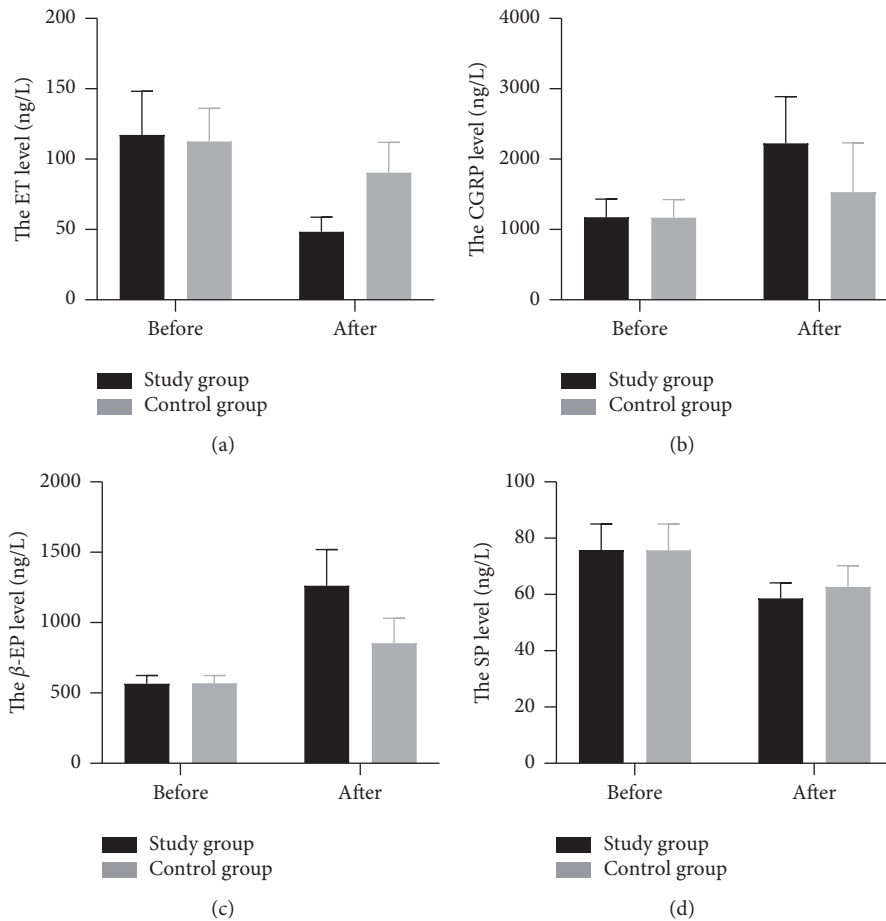 The ET level (ng/L)
200
150
100
50
0
Before
After
Study group
Control group
(a)
The CGRP level (ng/L)
4000
3000
2000
1000
0
Before
After
Study group
Control group
(b)
The β-EP level (ng/L)
2000
1500
1000
500
0
Before
After
Study group
Control group
(c)
The SP level (ng/L)
100
80
60
40
20
0
Before
After
Study group
Control group
(d)